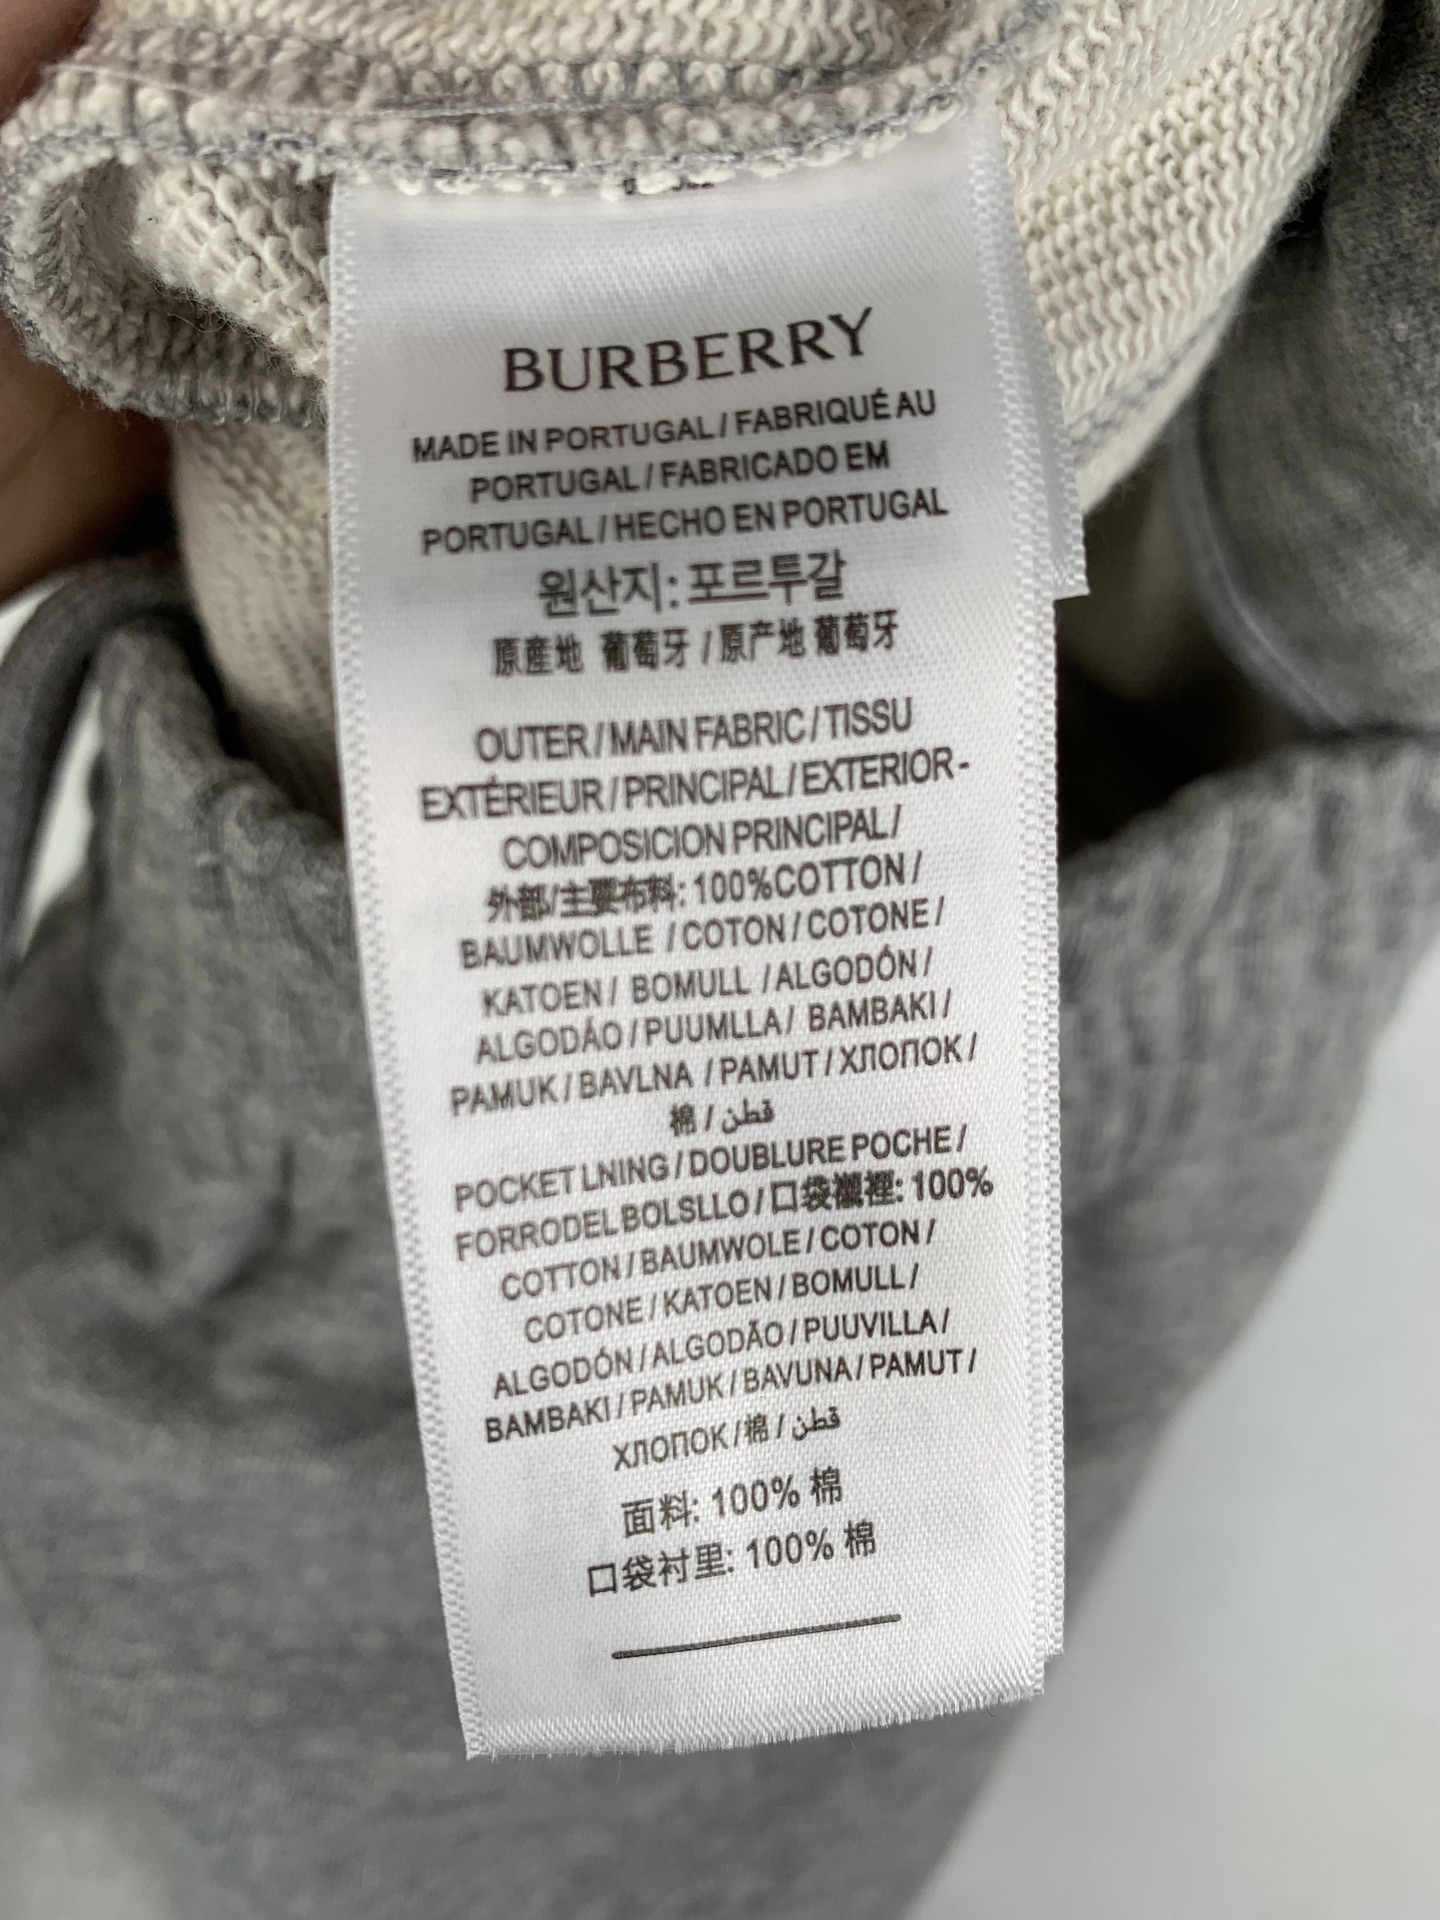 BURBERRY
MADE IN PORTUGAL / FABRIQUÉ AU
PORTUGAL / FABRICADO EM
PORTUGAL / HECHO EN PORTUGAL
원산지: 포르투갈
原產地 葡萄牙 / 原产地 葡萄牙
OUTER / MAIN FABRIC / TISSU
EXTÉRIEUR / PRINCIPAL / EXTERIOR -
COMPOSICION PRINCIPAL /
外部/主要布料: 100%COTTON /
BAUMWOLLE / COTON / COTONE /
KATOEN / BOMULL / ALGODÓN /
ALGODÁO / PUUMLLA / BAMBAKI /
PAMUK / BAVLNA / PAMUT / ХЛОПОК /
棉 / قطن
POCKET LNING / DOUBLURE POCHE /
FORRODEL BOLSLLO / 口袋襯裡: 100%
COTTON / BAUMWOLE / COTON /
COTONE / KATOEN / BOMULL /
ALGODÓN / ALGODÃO / PUUVILLA /
BAMBAKI / PAMUK / BAVUNA / PAMUT /
ХЛОПОК / 棉 / قطن
面料: 100% 棉
口袋衬里: 100% 棉